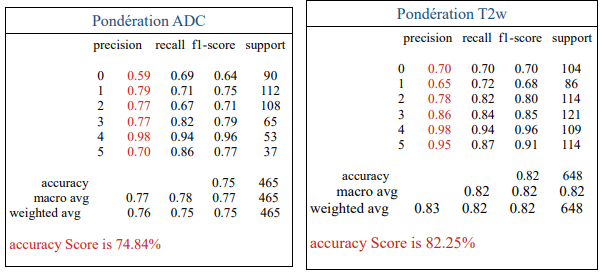 Pondération ADC
precision recall f1-score support
0 0.59 0.69 0.64 90
1 0.79 0.71 0.75 112
2 0.77 0.67 0.71 108
3 0.77 0.82 0.79 65
4 0.98 0.94 0.96 53
5 0.70 0.86 0.77 37
accuracy 0.75 465
macro avg 0.77 0.78 0.77 465
weighted avg 0.76 0.75 0.75 465
accuracy Score is 74.84%
Pondération T2w
precision recall f1-score support
0 0.70 0.70 0.70 104
1 0.65 0.72 0.68 86
2 0.78 0.82 0.80 114
3 0.86 0.84 0.85 121
4 0.98 0.94 0.96 109
5 0.95 0.87 0.91 114
accuracy 0.82 648
macro avg 0.82 0.82 0.82
weighted avg 0.83 0.82 0.82 648
accuracy Score is 82.25%